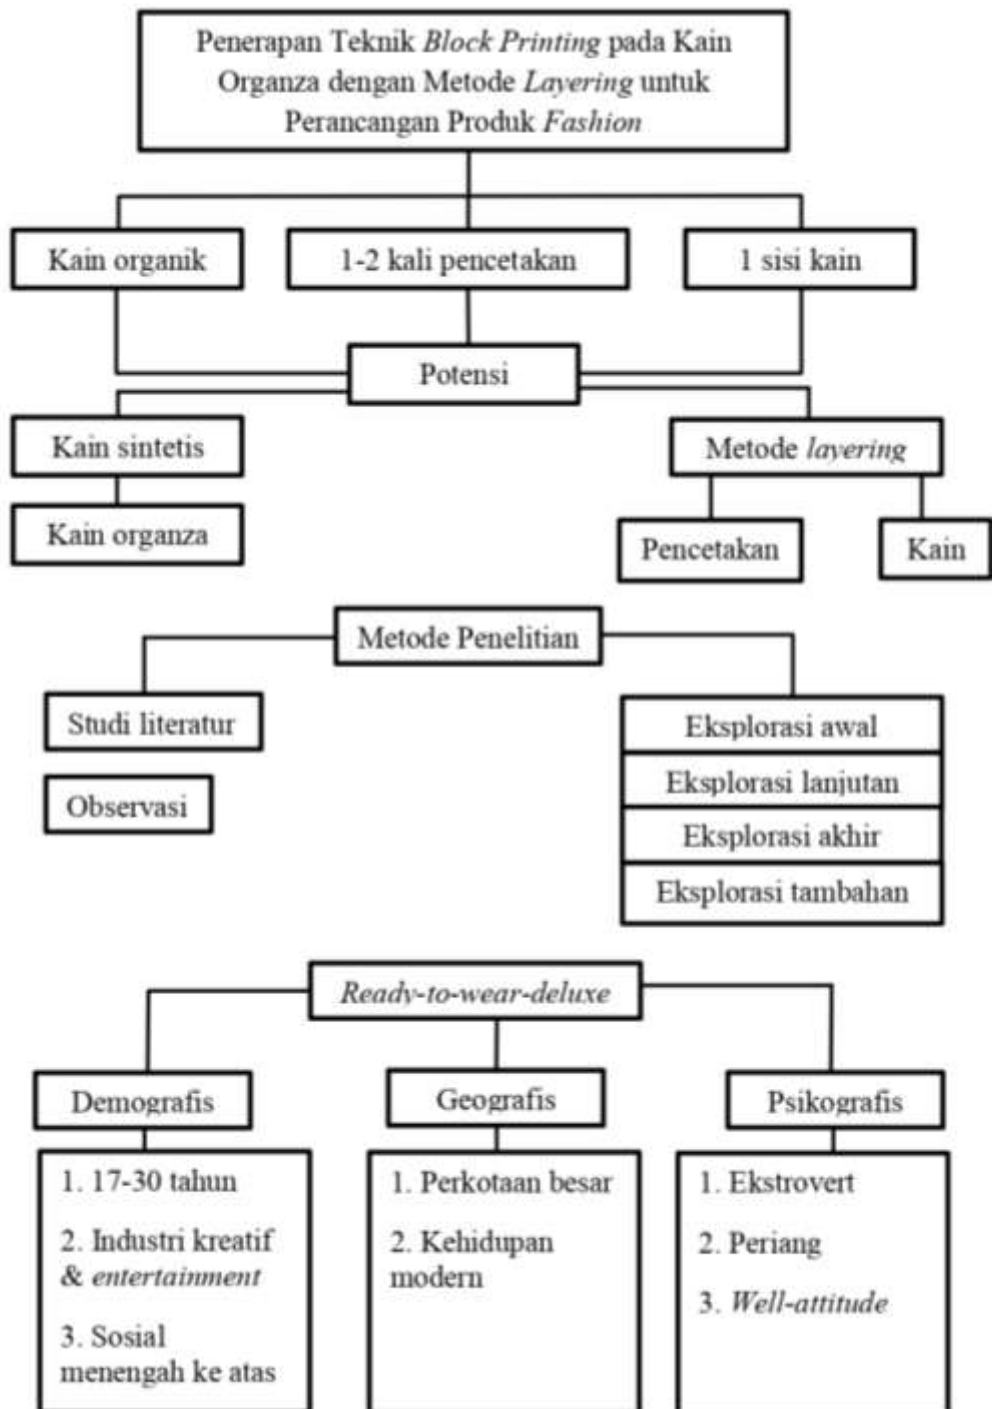 Penerapan Teknik Block Printing pada Kain
Organza dengan Metode Layering untuk
Perancangan Produk Fashion
Kain organik
1-2 kali pencetakan
1 sisi kain
Potensi
Kain sintetis
Metode layering
Kain organza
Pencetakan
Kain
Metode Penelitian
Studi literatur
Observasi
Eksplorasi awal
Eksplorasi lanjutan
Eksplorasi akhir
Eksplorasi tambahan
Ready-to-wear-deluxe
Demografis
1. 17-30 tahun
2. Industri kreatif
& entertainment
3. Sosial
menengah ke atas
Geografis
1. Perkotaan besar
2. Kehidupan
modern
Psikografis
1. Ekstrovert
2. Periang
3. Well-attitude